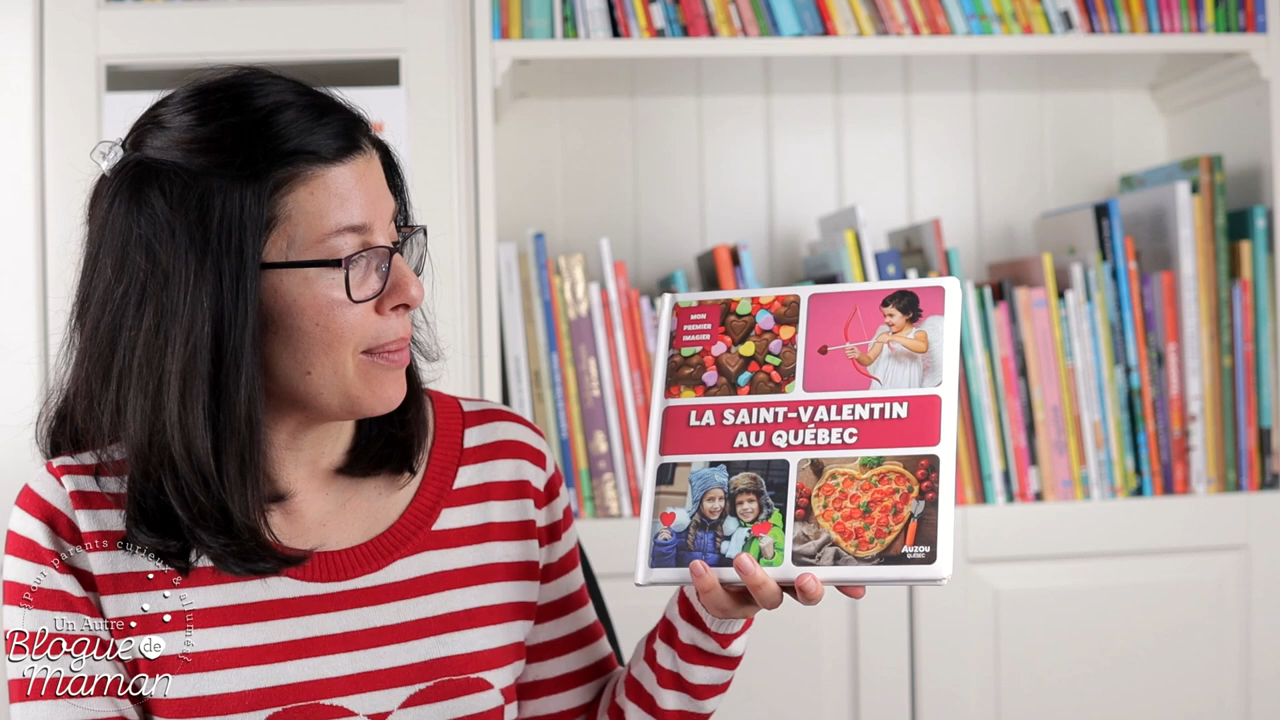 MON
PREMIER
IMAGIER
LA SAINT-VALENTIN
AU QUÉBEC
AUZOU
QUÉBEC
Pour parents curieux & allumés
Un Autre
Blogue de
Maman